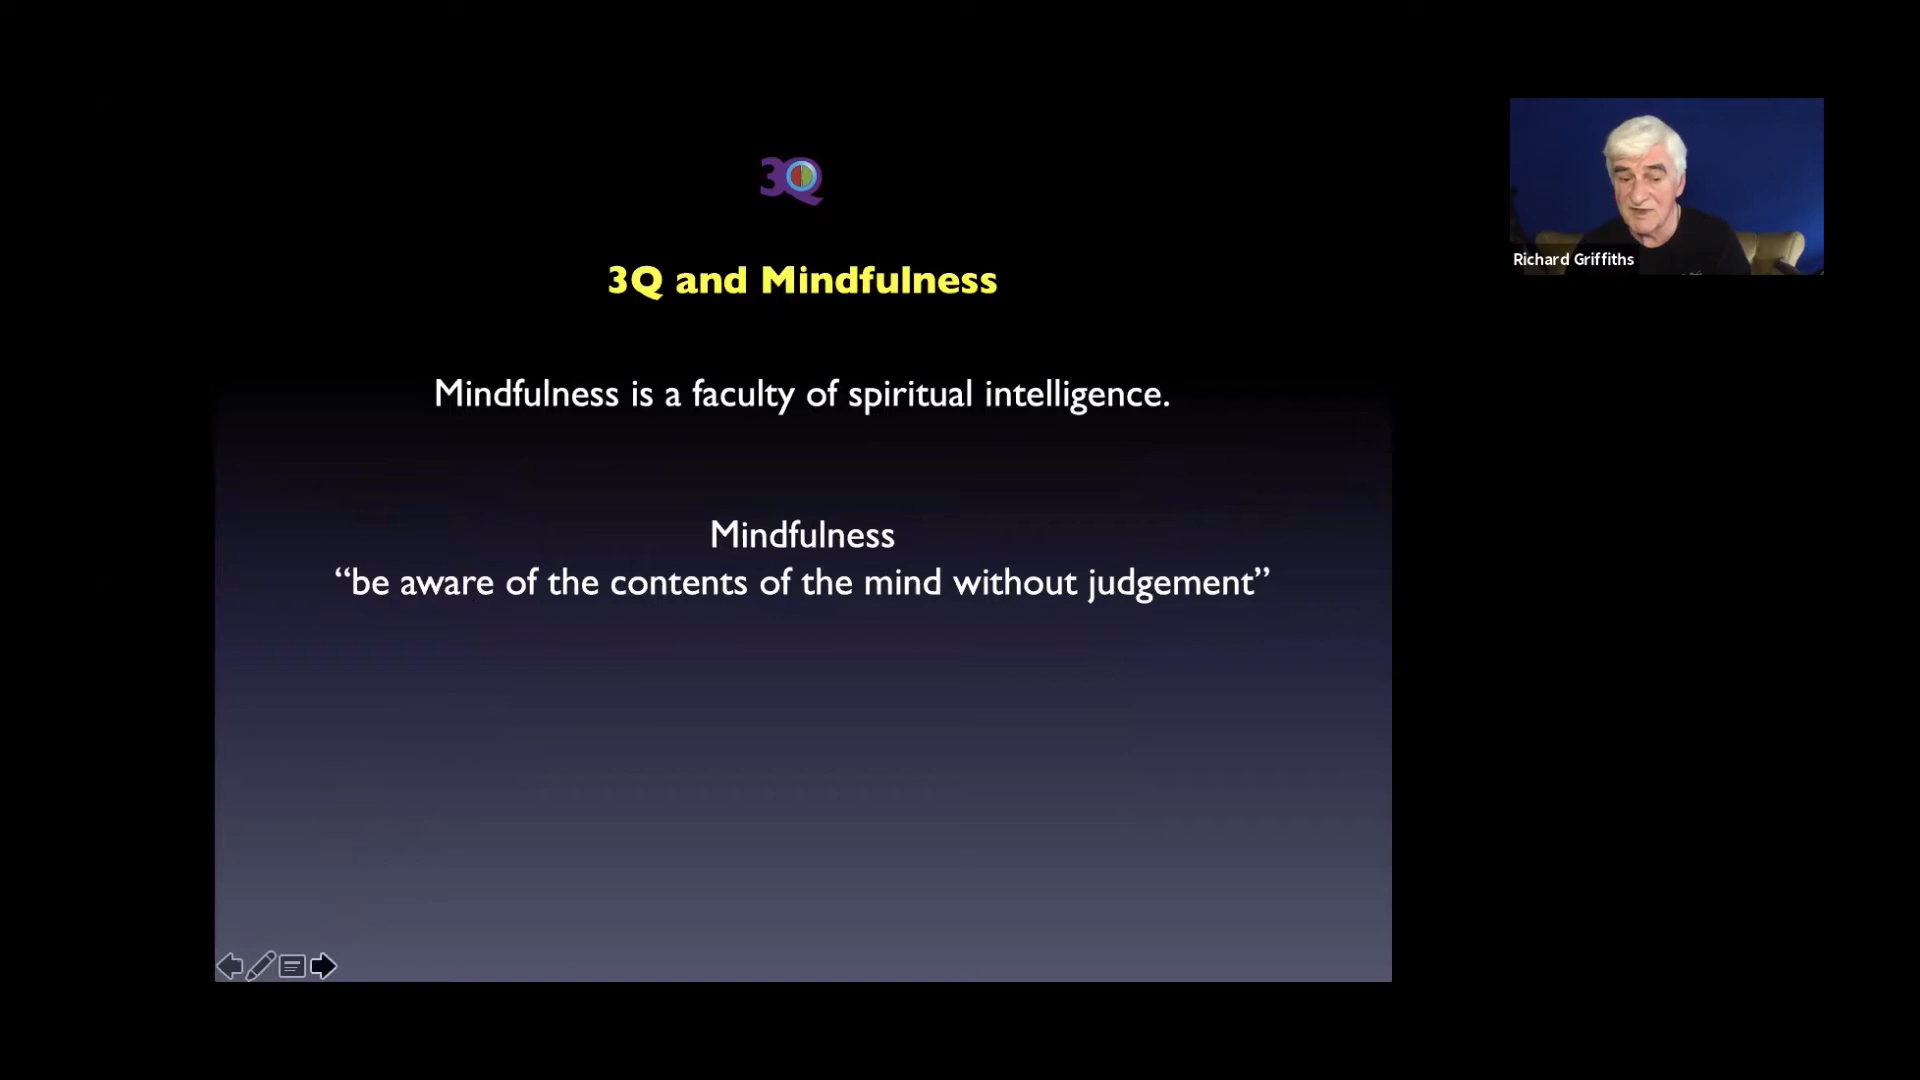 3Q
3Q and Mindfulness
Mindfulness is a faculty of spiritual intelligence.
Mindfulness
“be aware of the contents of the mind without judgement”
Richard Griffiths